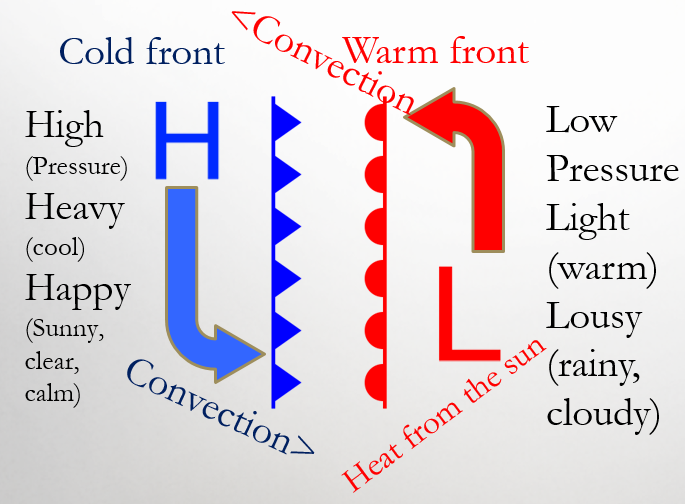 <Convection
Cold front
Warm front
High
(Pressure)
Heavy
(cool)
Happy
(Sunny,
clear,
calm)
H
Convection>
L
Heat from the sun
Low
Pressure
Light
(warm)
Lousy
(rainy,
cloudy)